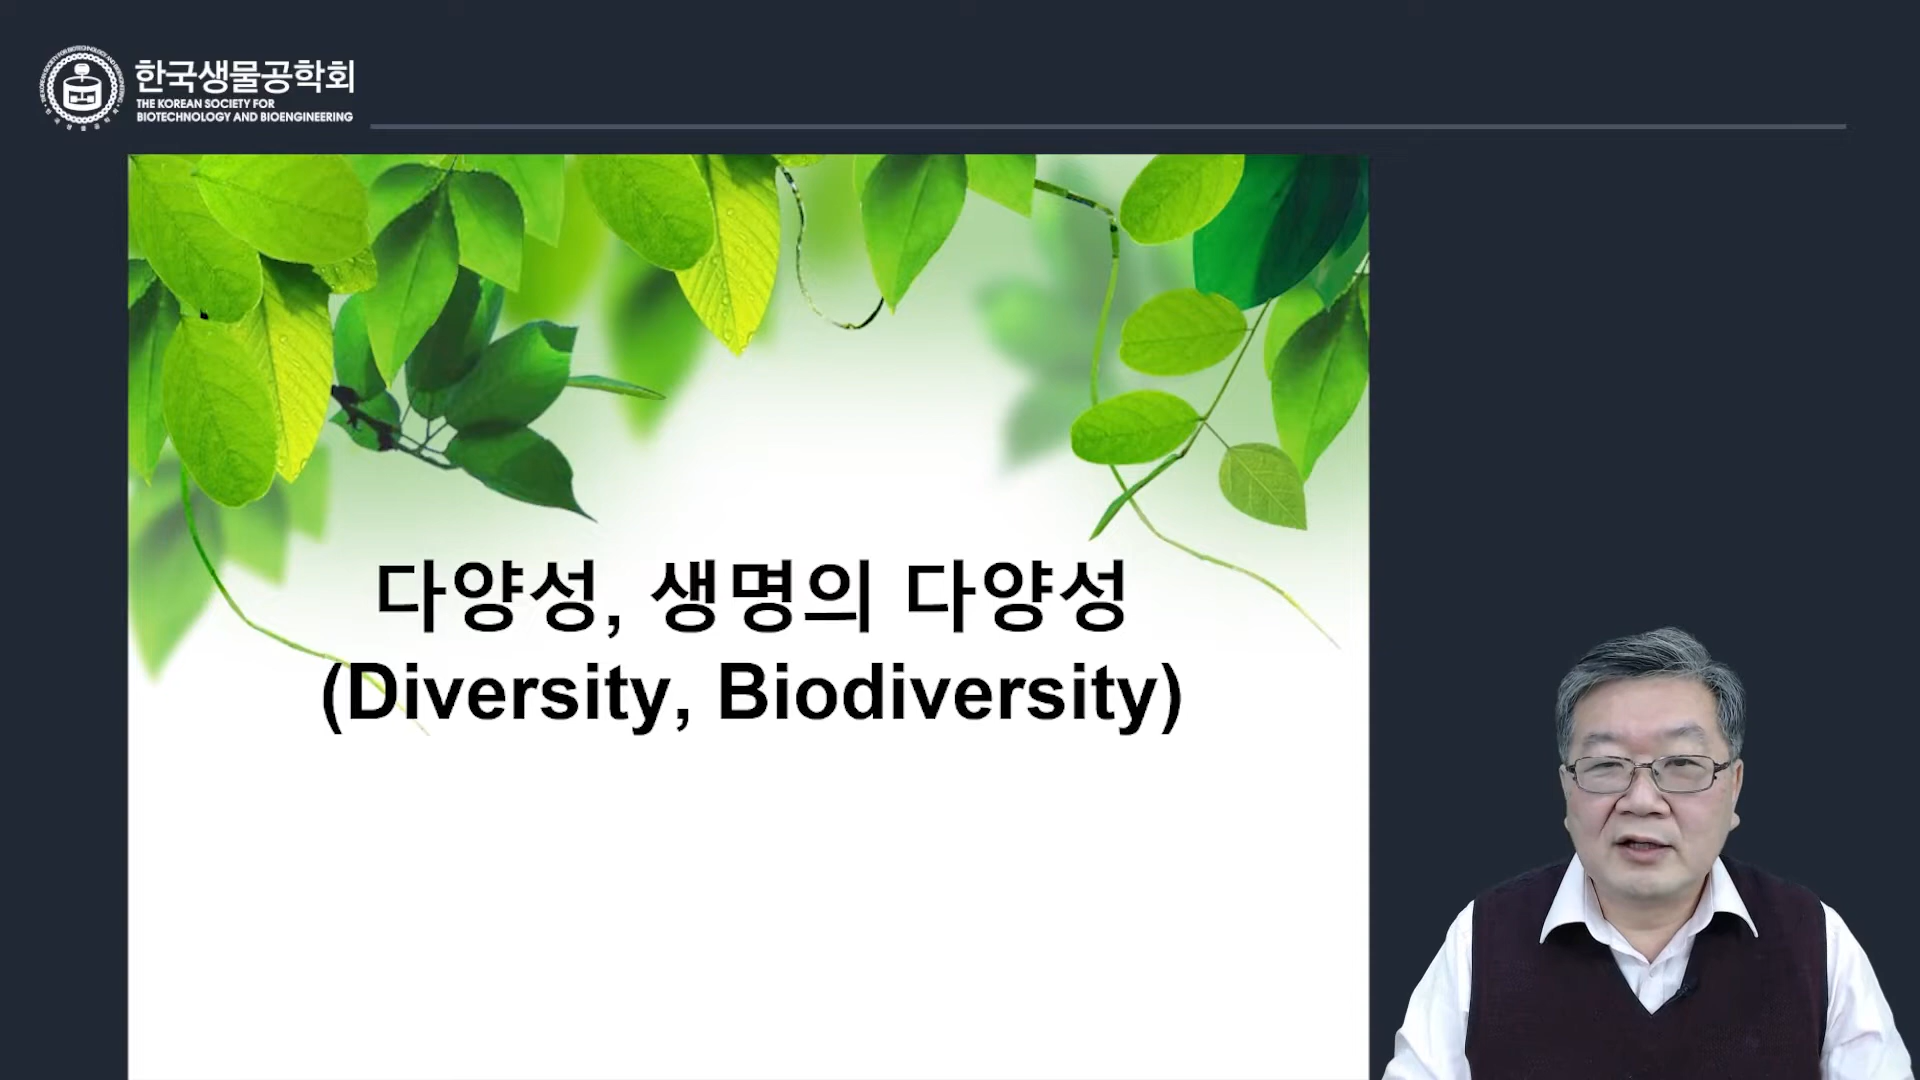 한국생물공학회
THE KOREAN SOCIETY FOR
BIOTECHNOLOGY AND BIOENGINEERING
다양성, 생명의 다양성
(Diversity, Biodiversity)